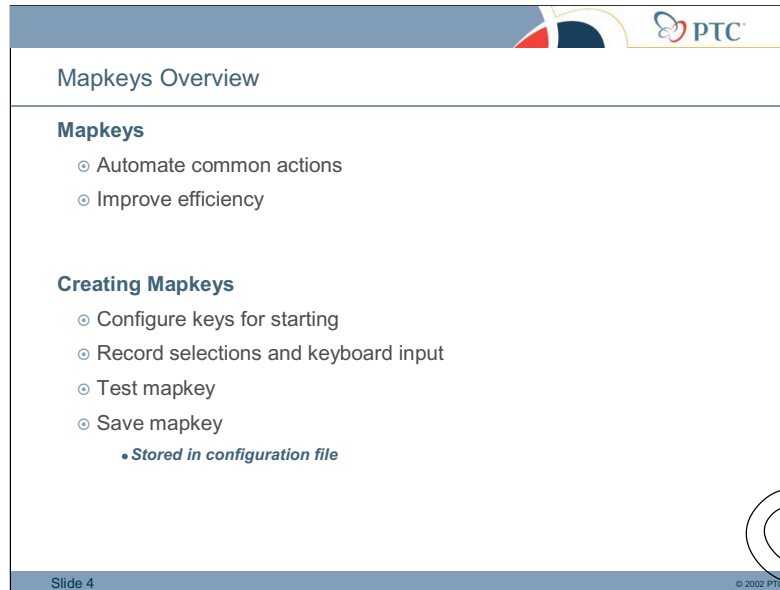 PTC
Mapkeys Overview
Mapkeys
Automate common actions
Improve efficiency
Creating Mapkeys
Configure keys for starting
Record selections and keyboard input
Test mapkey
Save mapkey
Stored in configuration file
Slide 4
© 2002 PTC